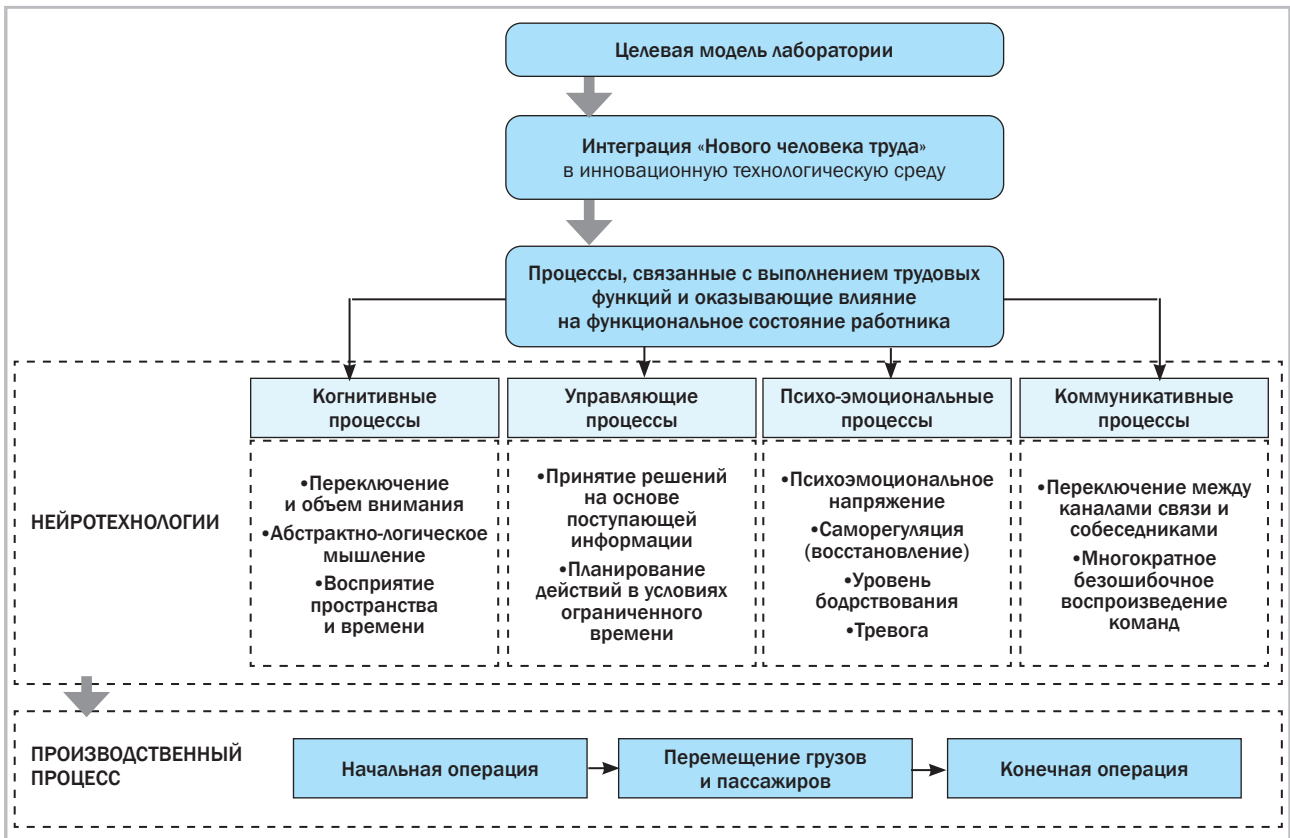 Целевая модель лаборатории
Интеграция «Нового человека труда»
в инновационную технологическую среду
Процессы, связанные с выполнением трудовых
функций и оказывающие влияние
на функциональное состояние работника
НЕЙРОТЕХНОЛОГИИ
Когнитивные
процессы
•Переключение
и объем внимания
•Абстрактно-логическое
мышление
•Восприятие
пространства
и времени
Управляющие
процессы
•Принятие решений
на основе
поступающей
информации
•Планирование
действий в условиях
ограниченного
времени
Психо-эмоциональные
процессы
•Психоэмоциональное
напряжение
•Саморегуляция
(восстановление)
•Уровень
бодрствования
•Тревога
Коммуникативные
процессы
•Переключение между
каналами связи и
собеседниками
•Многократное
безошибочное
воспроизведение
команд
ПРОИЗВОДСТВЕННЫЙ
ПРОЦЕСС
Начальная операция
Перемещение грузов
и пассажиров
Конечная операция